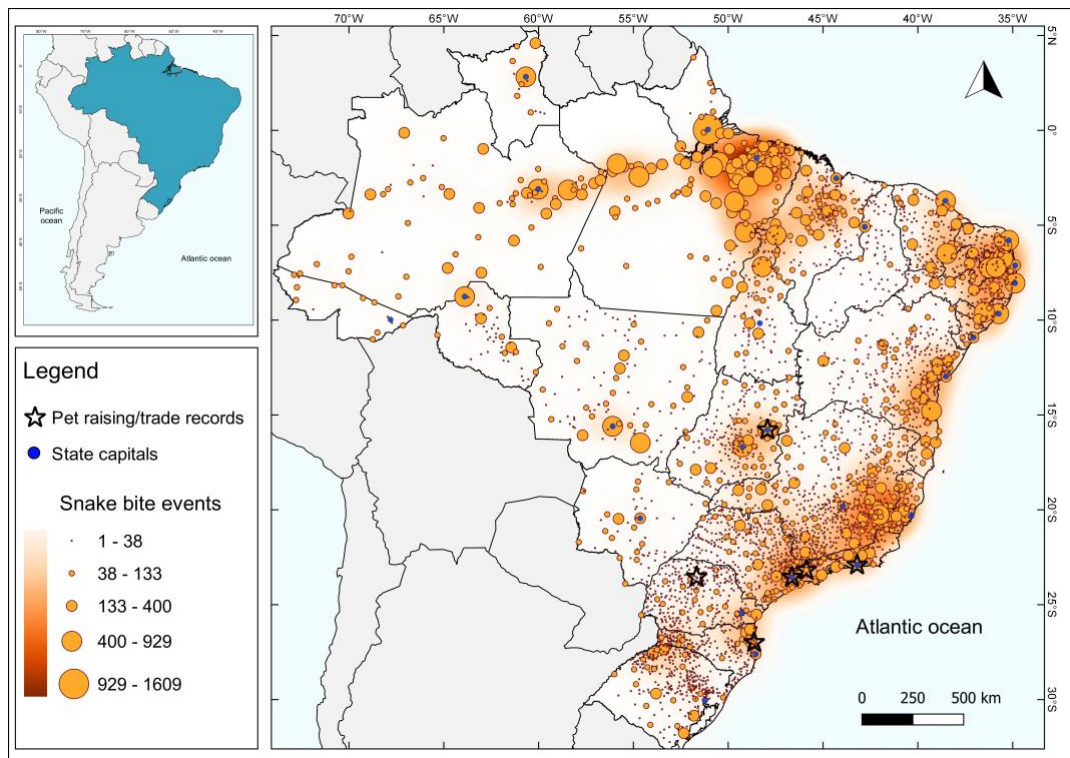 70°W 65°W 60°W 55°W 50°W 45°W 40°W 35°W
5°N
0°
5°S
10°S
15°S
20°S
25°S
30°S
Pacific
ocean
Atlantic ocean
Legend
Pet raising/trade records
State capitals
Snake bite events
1 - 38
38 - 133
133 - 400
400 - 929
929 - 1609
Atlantic ocean
0 250 500 km